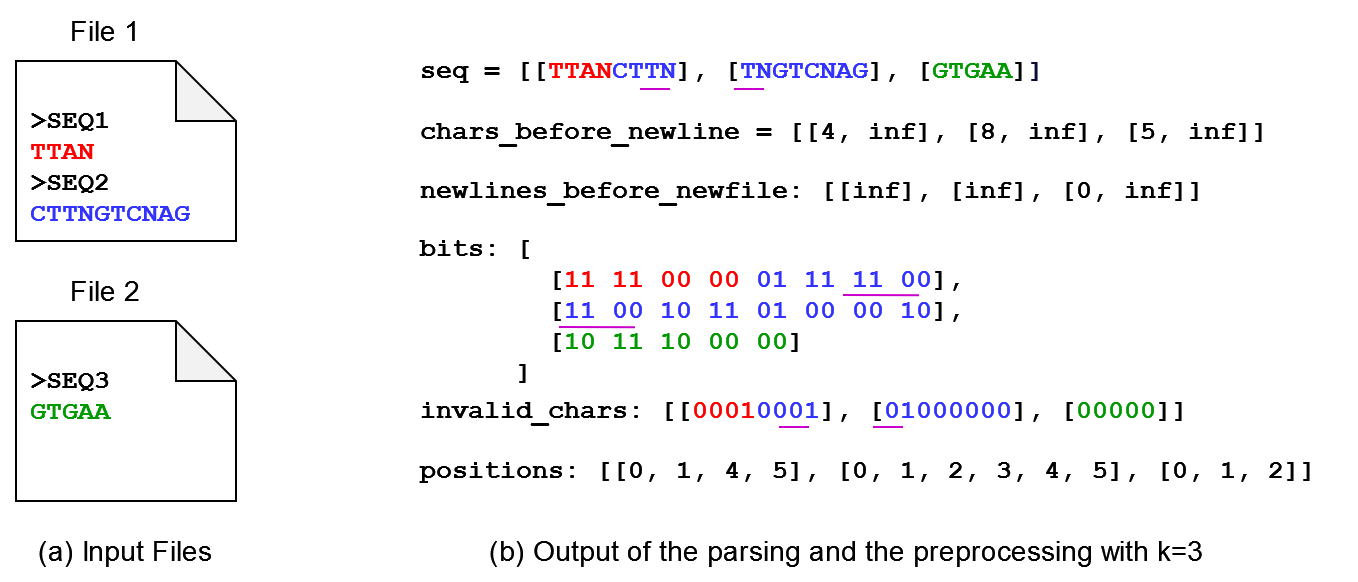 File 1
>SEQ1
TTAN
>SEQ2
CTTNGTCNAG
File 2
>SEQ3
GTGAA
(a) Input Files
seq = [[TTANCTTN], [TNGTCNAG], [GTGAA]]
chars_before_newline = [[4, inf], [8, inf], [5, inf]]
newlines_before_newfile: [[inf], [inf], [0, inf]]
bits: [
[11 11 00 00 01 11 11 00],
[11 00 10 11 01 00 00 10],
[10 11 10 00 00]
]
invalid_chars: [[00010001], [01000000], [00000]]
positions: [[0, 1, 4, 5], [0, 1, 2, 3, 4, 5], [0, 1, 2]]
(b) Output of the parsing and the preprocessing with k=3